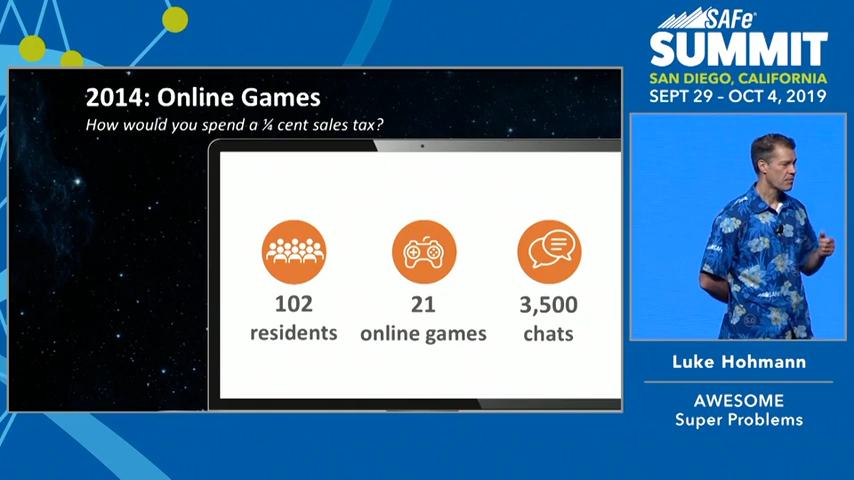 SAFe®
SUMMIT
SAN DIEGO, CALIFORNIA
SEPT 29 – OCT 4, 2019
2014: Online Games
How would you spend a ¼ cent sales tax?
102
residents
21
online games
3,500
chats
Luke Hohmann
AWESOME
Super Problems